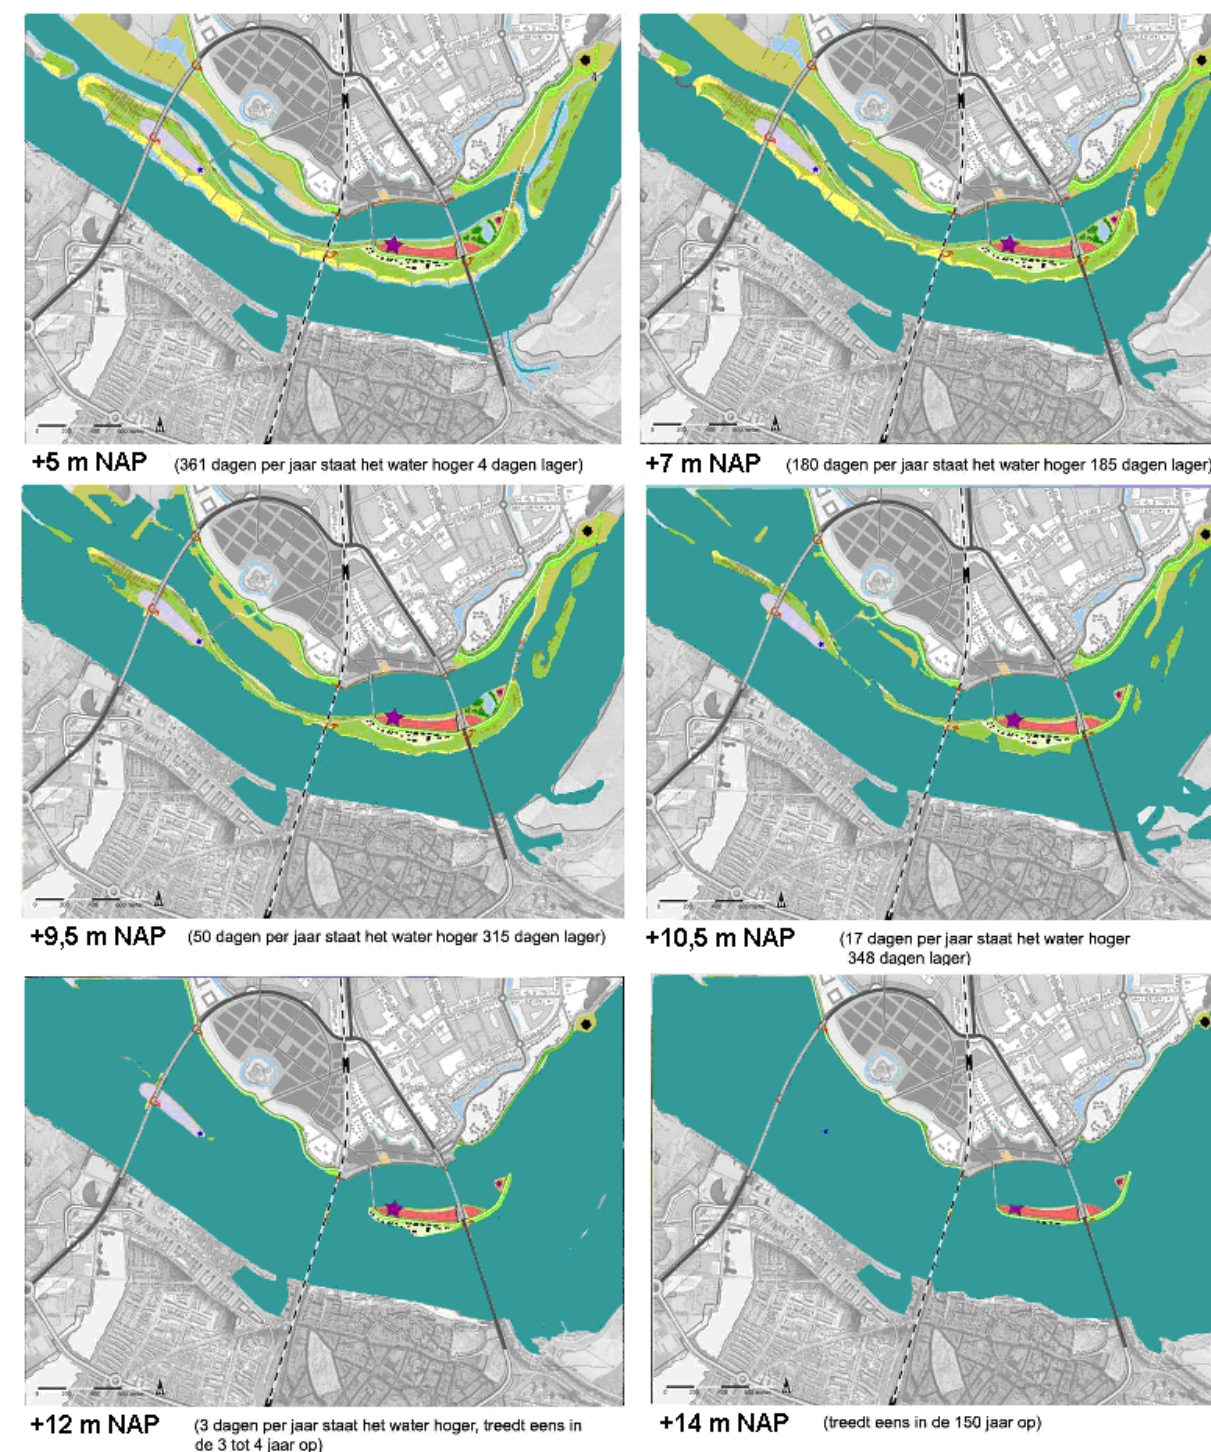 +5 m NAP (361 dagen per jaar staat het water hoger 4 dagen lager)
+7 m NAP (180 dagen per jaar staat het water hoger 185 dagen lager)
+9,5 m NAP (50 dagen per jaar staat het water hoger 315 dagen lager)
+10,5 m NAP (17 dagen per jaar staat het water hoger
348 dagen lager)
+12 m NAP (3 dagen per jaar staat het water hoger, treedt eens in
de 3 tot 4 jaar op)
+14 m NAP (treedt eens in de 150 jaar op)